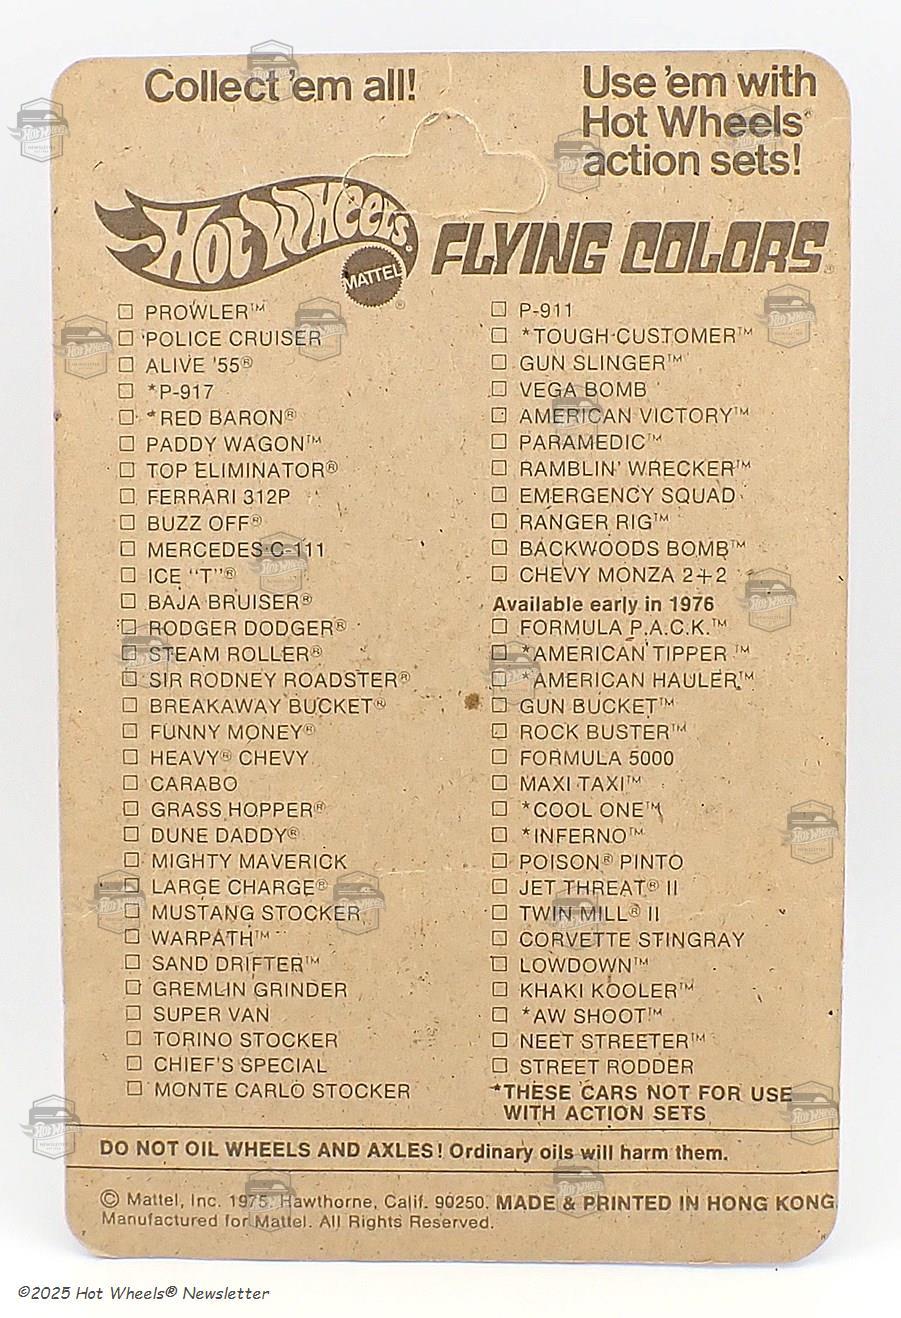 Collect 'em all!
Use 'em with
Hot Wheels®
action sets!
Hot Wheels®
MATTEL®
FLYING COLORS
☐ PROWLER™
☐ POLICE CRUISER
☐ ALIVE '55®
☐ *P-917
☐ *RED BARON®
☐ PADDY WAGON™
☐ TOP ELIMINATOR®
☐ FERRARI 312P
☐ BUZZ OFF®
☐ MERCEDES C-111
☐ ICE "T"®
☐ BAJA BRUISER®
☐ RODGER DODGER®
☐ STEAM ROLLER®
☐ SIR RODNEY ROADSTER®
☐ BREAKAWAY BUCKET®
☐ FUNNY MONEY®
☐ HEAVY® CHEVY
☐ CARABO
☐ GRASS HOPPER®
☐ DUNE DADDY®
☐ MIGHTY MAVERICK
☐ LARGE CHARGE®
☐ MUSTANG STOCKER
☐ WARPATH™
☐ SAND DRIFTER™
☐ GREMLIN GRINDER
☐ SUPER VAN
☐ TORINO STOCKER
☐ CHIEF'S SPECIAL
☐ MONTE CARLO STOCKER
☐ P-911
☐ *TOUGH CUSTOMER™
☐ GUN SLINGER™
☐ VEGA BOMB
☐ AMERICAN VICTORY™
☐ PARAMEDIC™
☐ RAMBLIN' WRECKER™
☐ EMERGENCY SQUAD
☐ RANGER RIG™
☐ BACKWOODS BOMB™
☐ CHEVY MONZA 2+2
Available early in 1976
☐ FORMULA P.A.C.K.™
☐ *AMERICAN TIPPER™
☐ *AMERICAN HAULER™
☐ GUN BUCKET™
☐ ROCK BUSTER™
☐ FORMULA 5000
☐ MAXI TAXI™
☐ *COOL ONE™
☐ *INFERNO™
☐ POISON® PINTO
☐ JET THREAT® II
☐ TWIN MILL® II
☐ CORVETTE STINGRAY
☐ LOWDOWN™
☐ KHAKI KOOLER™
☐ *AW SHOOT™
☐ NEET STREETER™
☐ STREET RODDER
*THESE CARS NOT FOR USE
WITH ACTION SETS
DO NOT OIL WHEELS AND AXLES! Ordinary oils will harm them.
© Mattel, Inc. 1975, Hawthorne, Calif. 90250. MADE & PRINTED IN HONG KONG.
Manufactured for Mattel. All Rights Reserved.
©2025 Hot Wheels® Newsletter